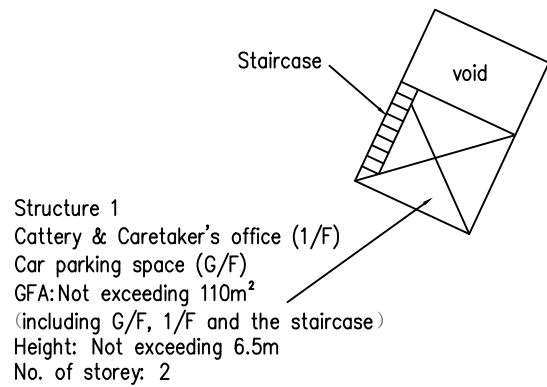 Staircase
void
Structure 1
Cattery & Caretaker's office (1/F)
Car parking space (G/F)
GFA:Not exceeding 110m²
(including G/F, 1/F and the staircase)
Height: Not exceeding 6.5m
No. of storey: 2